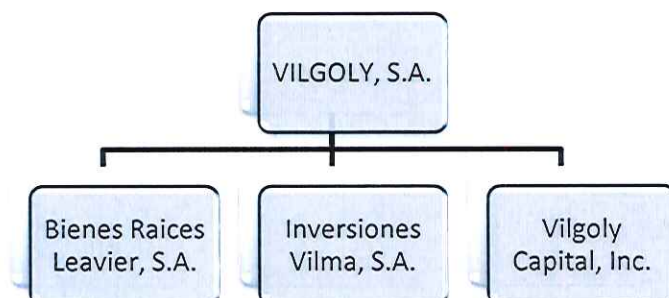 VILGOLY, S.A.
Bienes Raices
Leavier, S.A.
Inversiones
Vilma, S.A.
Vilgoly
Capital, Inc.